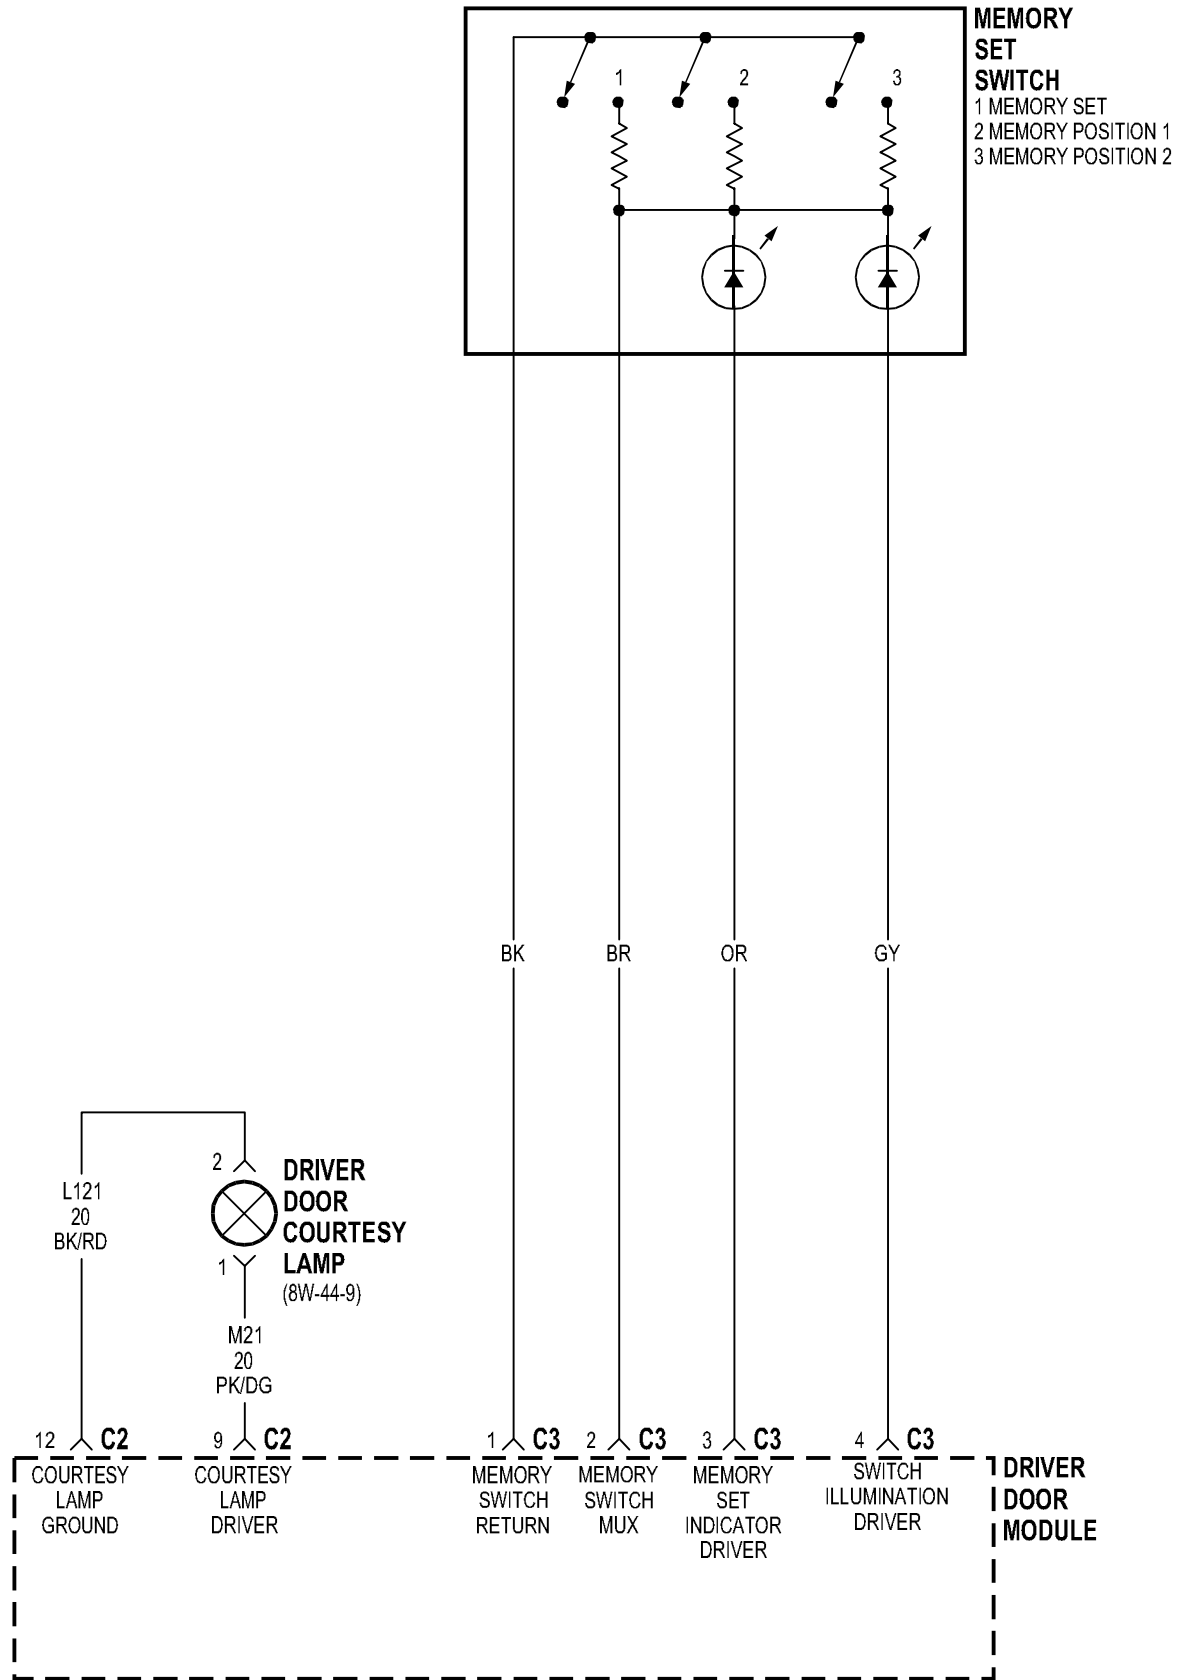 MEMORY
SET
SWITCH
1 MEMORY SET
2 MEMORY POSITION 1
3 MEMORY POSITION 2
1
2
3
BK
BR
OR
GY
2
DRIVER
DOOR
COURTESY
LAMP
(8W-44-9)
1
L121
20
BK/RD
M21
20
PK/DG
12 C2
9 C2
1 C3
2 C3
3 C3
4 C3
COURTESY
LAMP
GROUND
COURTESY
LAMP
DRIVER
MEMORY
SWITCH
RETURN
MEMORY
SWITCH
MUX
MEMORY
SET
INDICATOR
DRIVER
SWITCH
ILLUMINATION
DRIVER
DRIVER
DOOR
MODULE